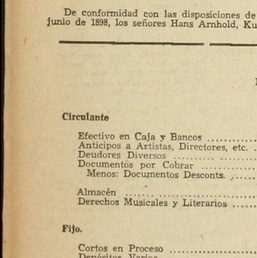 De conformidad con las disposiciones de
junio de 1898, los señores Hans Arnhold, Ku
Circulante
Efectivo en Caja y Bancos ..........
Anticipos a Artistas, Directores, etc. .
Deudores Diversos ................
Documentos por Cobrar ..........
Menos: Documentos Desconts. ....
Almacén ........................
Derechos Musicales y Literarios ....
Fijo.
Cortos en Proceso ................
Depósitos Varios